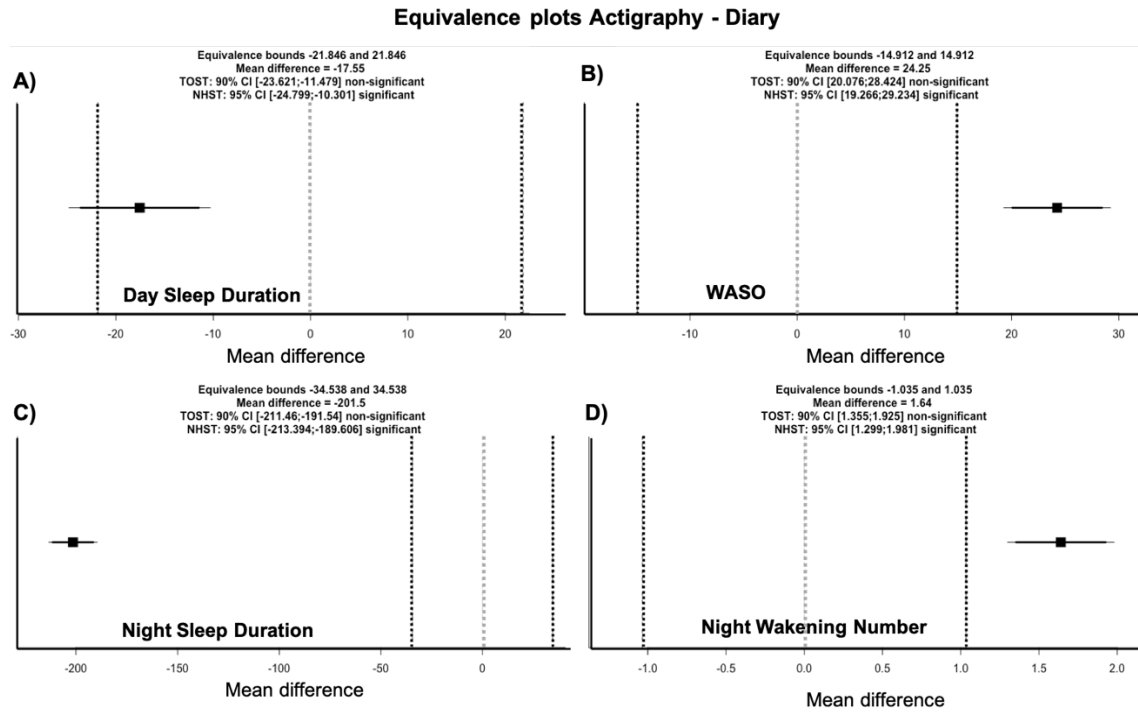 Equivalence plots Actigraphy - Diary
A)
Equivalence bounds -21.846 and 21.846
Mean difference = -17.55
TOST: 90% CI [-23.621;-11.479] non-significant
NHST: 95% CI [-24.799;-10.301] significant
Day Sleep Duration
-30 -20 -10 0 10 20
Mean difference
B)
Equivalence bounds -14.912 and 14.912
Mean difference = 24.25
TOST: 90% CI [20.076;28.424] non-significant
NHST: 95% CI [19.266;29.234] significant
WASO
-10 0 10 20 30
Mean difference
C)
Equivalence bounds -34.538 and 34.538
Mean difference = -201.5
TOST: 90% CI [-211.46;-191.54] non-significant
NHST: 95% CI [-213.394;-189.606] significant
Night Sleep Duration
-200 -150 -100 -50 0
Mean difference
D)
Equivalence bounds -1.035 and 1.035
Mean difference = 1.64
TOST: 90% CI [1.355;1.925] non-significant
NHST: 95% CI [1.299;1.981] significant
Night Wakening Number
-1.0 -0.5 0.0 0.5 1.0 1.5 2.0
Mean difference